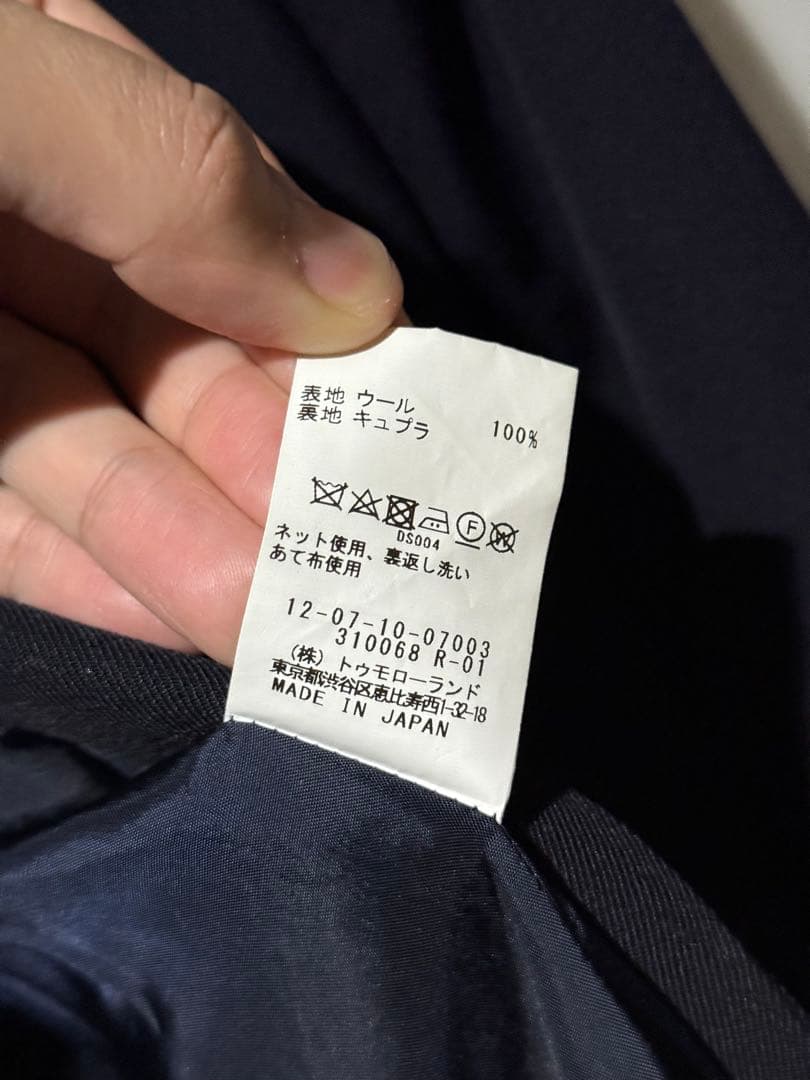 表地 ウール
裏地 キュプラ 100%
F W
DS004
ネット使用、裏返し洗い
あて布使用
12-07-10-07003
310068 R-01
(株) トゥモローランド
東京都渋谷区恵比寿西1-32-18
MADE IN JAPAN